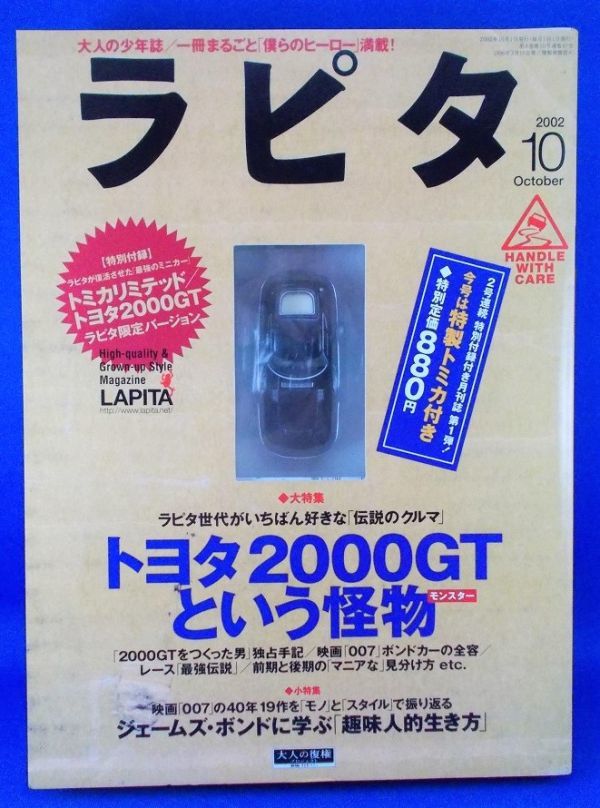 大人の少年誌／一冊まるごと「僕らのヒーロー」満載!
ラピタ
2002
10
October
HANDLE
WITH
CARE
【特別付録】
ラピタが復活させた「最強のミニカー」
トミカリミテッド/
トヨタ2000GT
ラピタ限定バージョン
High-quality &
Grown-up Style
Magazine
LAPITA
http://www.lapita.net/
2号連続 特別付録付き月刊誌 第1弾!
今号は特製トミカ付き
◆特別定価880円
◆大特集
ラピタ世代がいちばん好きな「伝説のクルマ」
トヨタ2000GT
という怪物
モンスター
「2000GTをつくった男」独占手記／映画「007」ボンドカーの全容／
レース「最強伝説」／前期と後期の「マニアな」見分け方 etc.
◆小特集
映画「007」の40年19作を「モノ」と「スタイル」で振り返る
ジェームズ・ボンドに学ぶ「趣味人的生き方」
大人の復権
プロジェクト